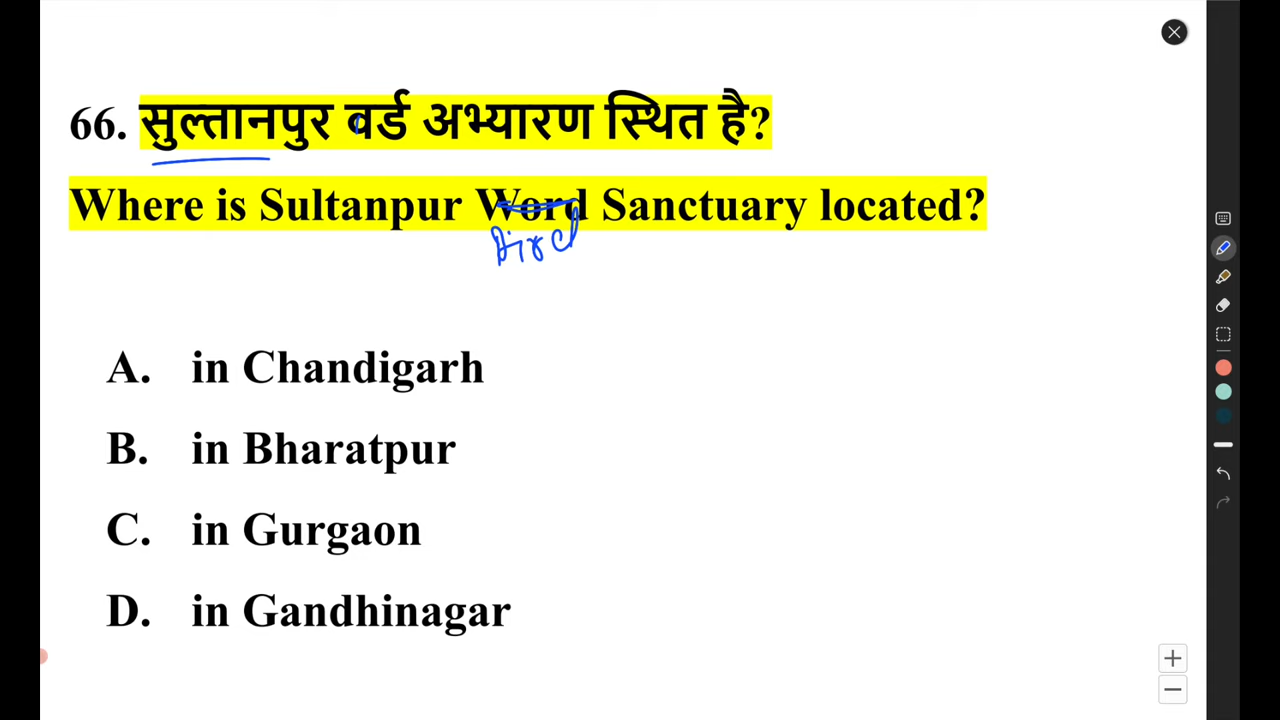 66. सुल्तानपुर वर्ड अभ्यारण स्थित है?
Where is Sultanpur Word Sanctuary located?
Bird
A. in Chandigarh
B. in Bharatpur
C. in Gurgaon
D. in Gandhinagar